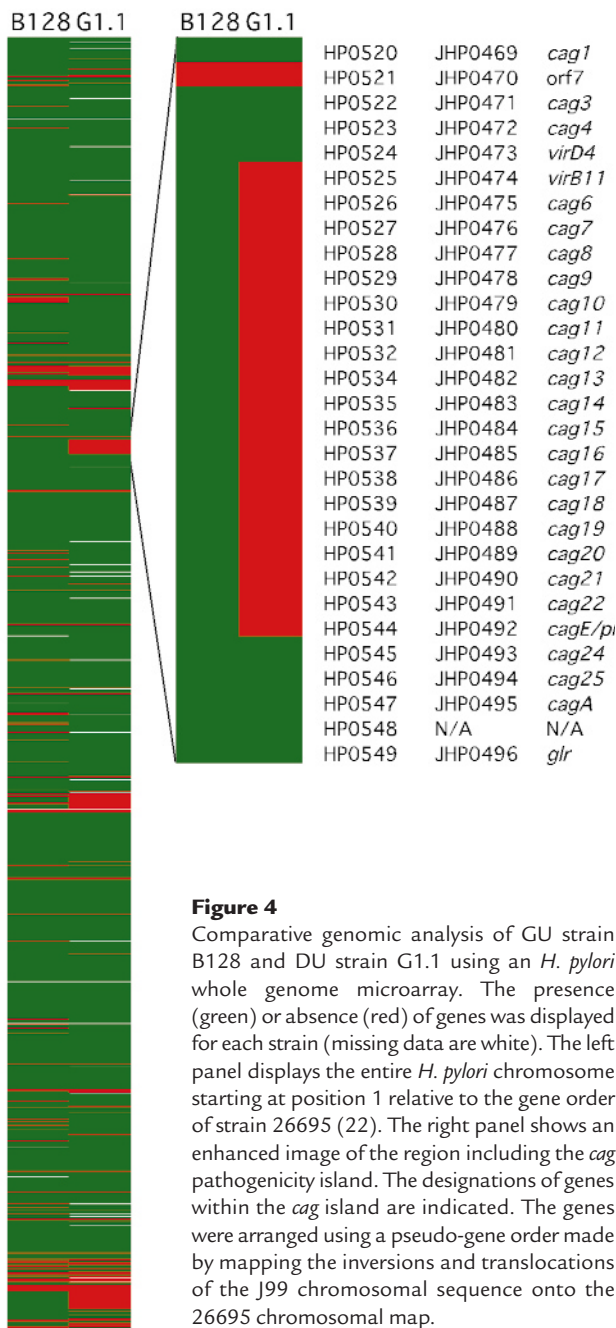 B128 G1.1
B128 G1.1
HP0520 JHP0469 cag1
HP0521 JHP0470 orf7
HP0522 JHP0471 cag3
HP0523 JHP0472 cag4
HP0524 JHP0473 virD4
HP0525 JHP0474 virB11
HP0526 JHP0475 cag6
HP0527 JHP0476 cag7
HP0528 JHP0477 cag8
HP0529 JHP0478 cag9
HP0530 JHP0479 cag10
HP0531 JHP0480 cag11
HP0532 JHP0481 cag12
HP0534 JHP0482 cag13
HP0535 JHP0483 cag14
HP0536 JHP0484 cag15
HP0537 JHP0485 cag16
HP0538 JHP0486 cag17
HP0539 JHP0487 cag18
HP0540 JHP0488 cag19
HP0541 JHP0489 cag20
HP0542 JHP0490 cag21
HP0543 JHP0491 cag22
HP0544 JHP0492 cagE/pi
HP0545 JHP0493 cag24
HP0546 JHP0494 cag25
HP0547 JHP0495 cagA
HP0548 N/A N/A
HP0549 JHP0496 glr
Figure 4
Comparative genomic analysis of GU strain
B128 and DU strain G1.1 using an H. pylori
whole genome microarray. The presence
(green) or absence (red) of genes was displayed
for each strain (missing data are white). The left
panel displays the entire H. pylori chromosome
starting at position 1 relative to the gene order
of strain 26695 (22). The right panel shows an
enhanced image of the region including the cag
pathogenicity island. The designations of genes
within the cag island are indicated. The genes
were arranged using a pseudo-gene order made
by mapping the inversions and translocations
of the J99 chromosomal sequence onto the
26695 chromosomal map.